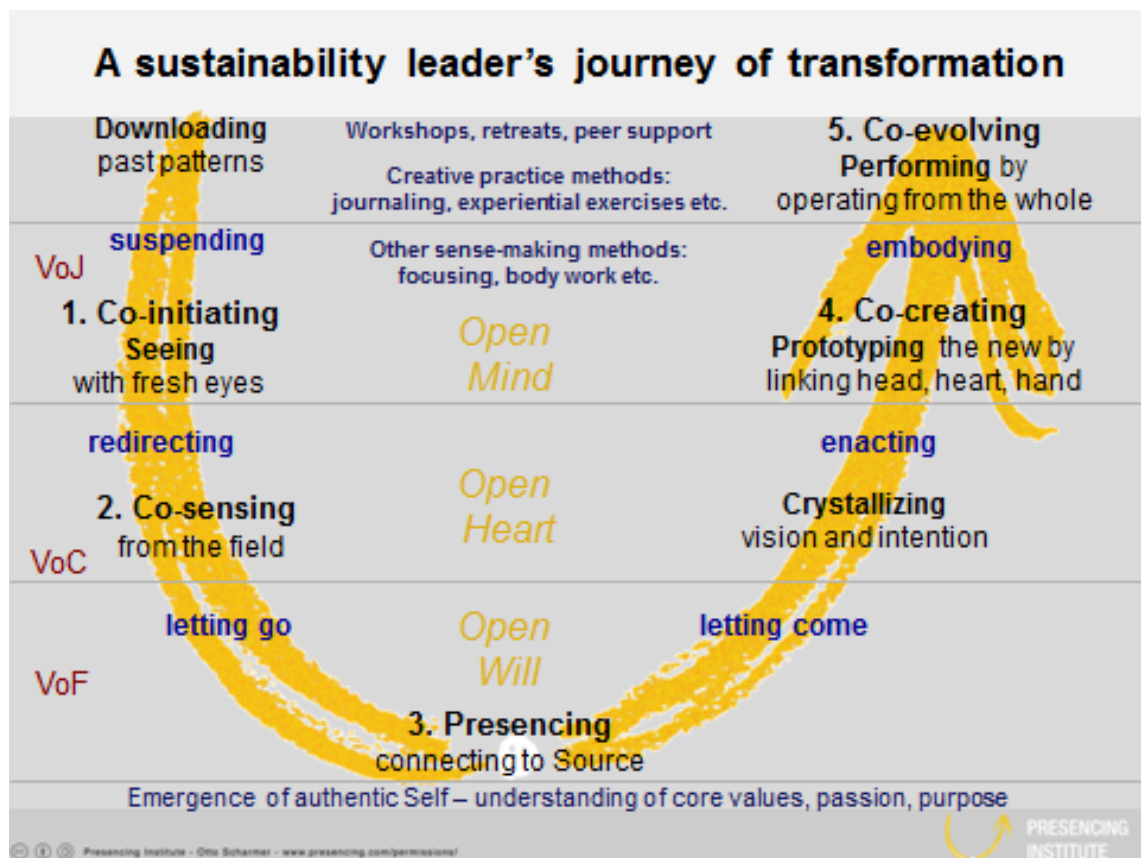 A sustainability leader's journey of transformation
Downloading
past patterns
Workshops, retreats, peer support
Creative practice methods:
journaling, experiential exercises etc.
5. Co-evolving
Performing by
operating from the whole
suspending
VoJ
Other sense-making methods:
focusing, body work etc.
embodying
1. Co-initiating
Seeing
with fresh eyes
Open
Mind
4. Co-creating
Prototyping the new by
linking head, heart, hand
redirecting
enacting
2. Co-sensing
from the field
VoC
Open
Heart
Crystallizing
vision and intention
letting go
VoF
Open
Will
letting come
3. Presencing
connecting to Source
Emergence of authentic Self – understanding of core values, passion, purpose
Presencing Institute - Otto Scharmer - www.presencing.com/permissions/
PRESENCING
INSTITUTE